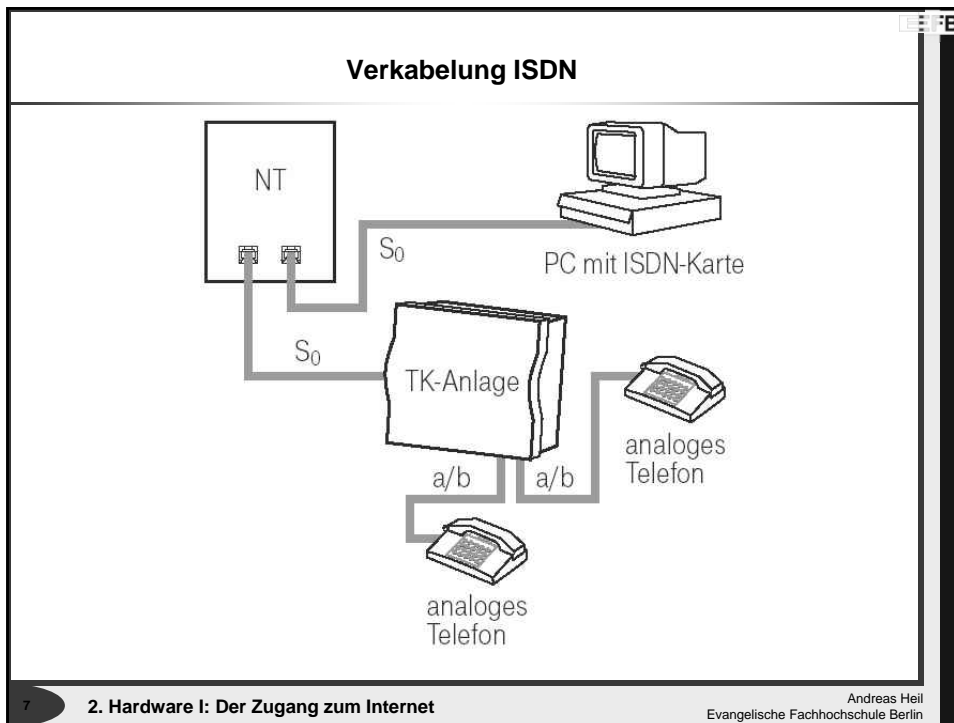 EFB
Verkabelung ISDN
NT
S₀
PC mit ISDN-Karte
S₀
TK-Anlage
analoges
Telefon
a/b
a/b
analoges
Telefon
7
2. Hardware I: Der Zugang zum Internet
Andreas Heil
Evangelische Fachhochschule Berlin